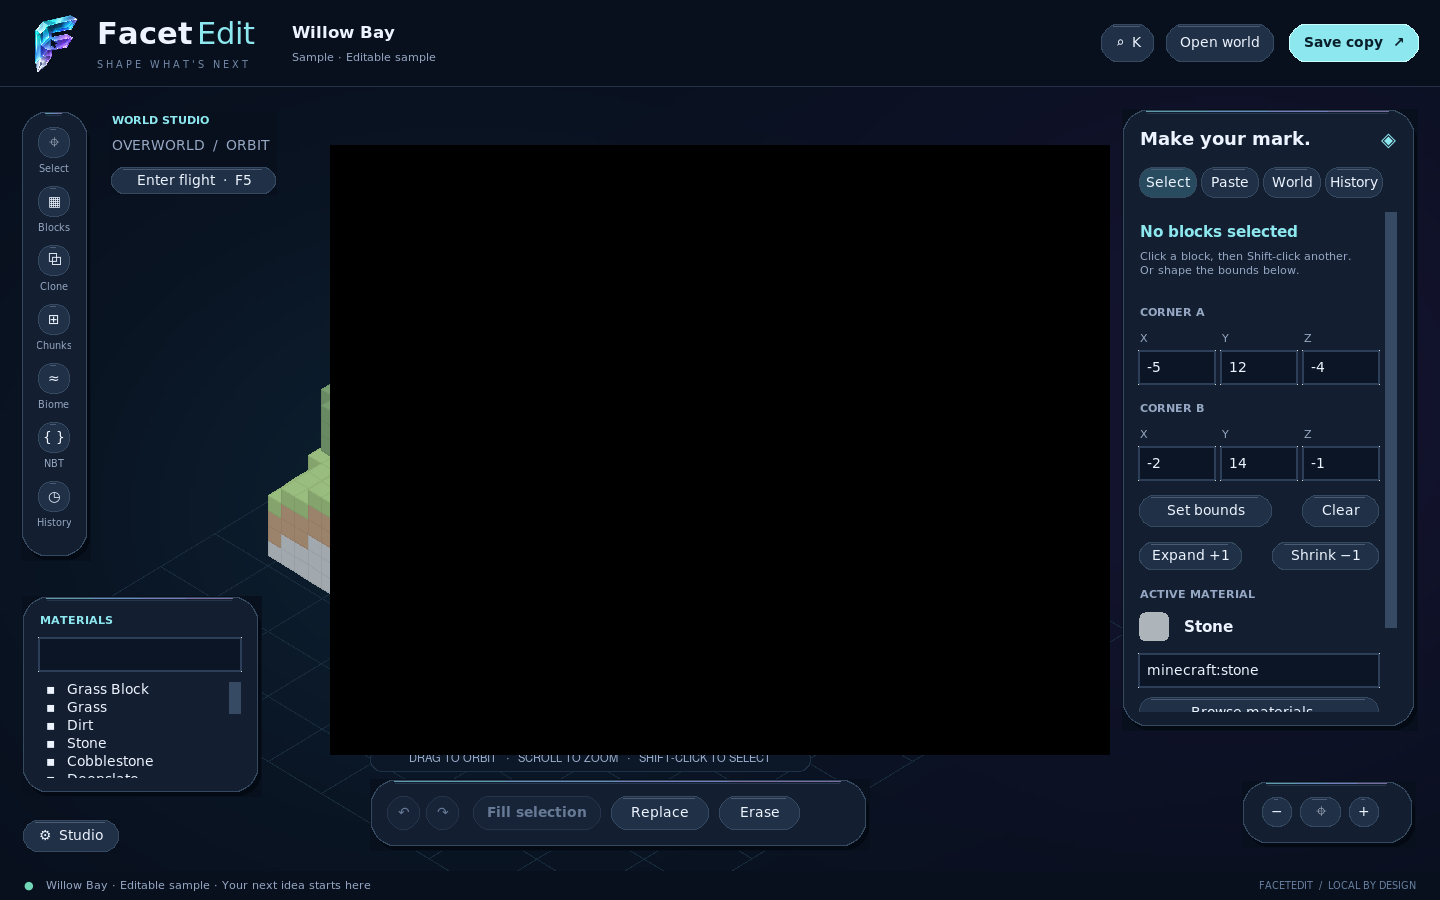 FacetEdit
SHAPE WHAT'S NEXT
Willow Bay
Sample · Editable sample
⌕ K
Open world
Save copy ↗
Select
Blocks
Clone
Chunks
Biome
{ }
NBT
History
WORLD STUDIO
OVERWORLD / ORBIT
Enter flight · F5
MATERIALS
Grass Block
Grass
Dirt
Stone
Cobblestone
Deepslate
⚙ Studio
DRAG TO ORBIT · SCROLL TO ZOOM · SHIFT-CLICK TO SELECT
Fill selection
Replace
Erase
Make your mark.
Select Paste World History
No blocks selected
Click a block, then Shift-click another.
Or shape the bounds below.
CORNER A
X Y Z
-5 12 -4
CORNER B
X Y Z
-2 14 -1
Set bounds
Clear
Expand +1
Shrink −1
ACTIVE MATERIAL
Stone
minecraft:stone
Browse materials
− +
Willow Bay · Editable sample · Your next idea starts here
FACETEDIT / LOCAL BY DESIGN